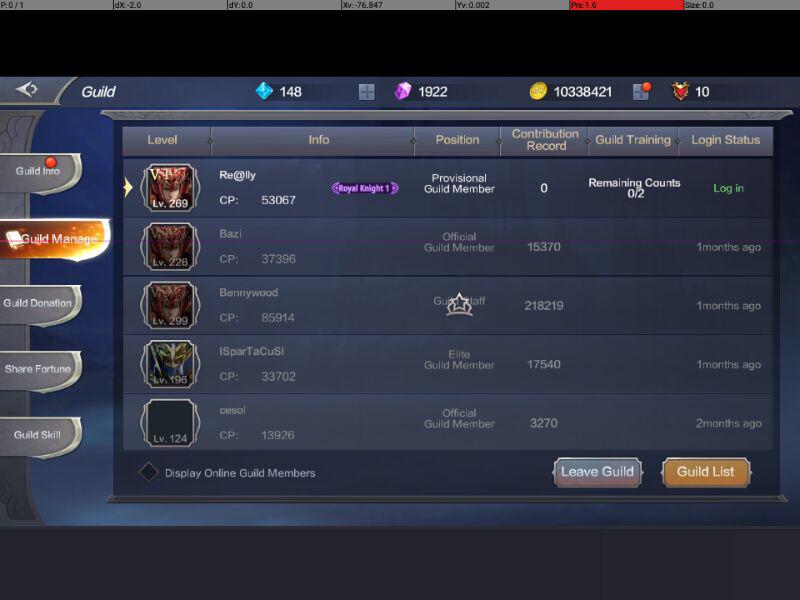 P: 0 / 1 dX: -2.0 dY: 0.0 Xv: -76.847 Yv: 0.002 Prs: 1.0 Size: 0.0
Guild 148 1922 10338421 10
Level Info Position Contribution Record Guild Training Login Status
Guild Info
Guild Manage
Guild Donation
Share Fortune
Guild Skill
Lv. 269 Re@lly CP: 53067 Royal Knight 1 Provisional Guild Member 0 Remaining Counts 0/2 Log in
Lv. 226 Bazi CP: 37396 Official Guild Member 15370 1months ago
Lv. 299 Bennywood CP: 85914 Guild Staff 218219 1months ago
Lv. 196 ISparTaCuSI CP: 33702 Elite Guild Member 17540 1months ago
Lv. 124 cesol CP: 13926 Official Guild Member 3270 2months ago
Display Online Guild Members
Leave Guild Guild List